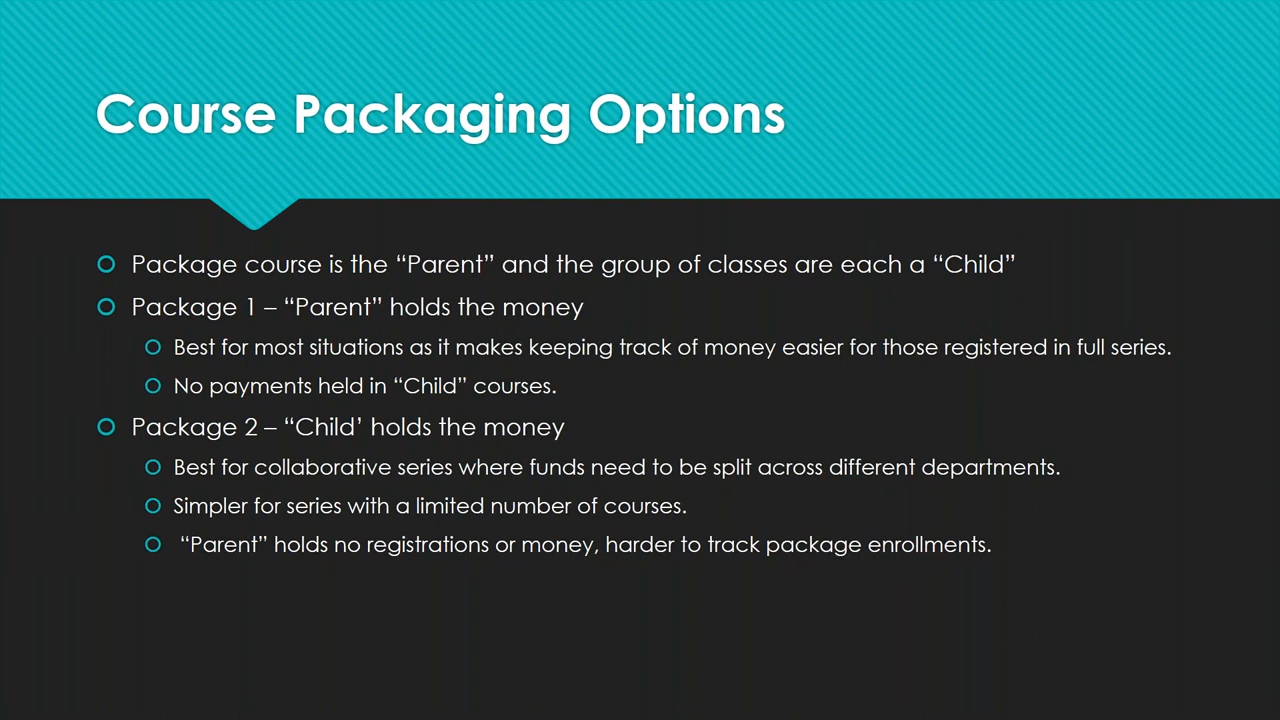 Course Packaging Options
Package course is the “Parent” and the group of classes are each a “Child”
Package 1 – “Parent” holds the money
Best for most situations as it makes keeping track of money easier for those registered in full series.
No payments held in “Child” courses.
Package 2 – “Child’ holds the money
Best for collaborative series where funds need to be split across different departments.
Simpler for series with a limited number of courses.
“Parent” holds no registrations or money, harder to track package enrollments.